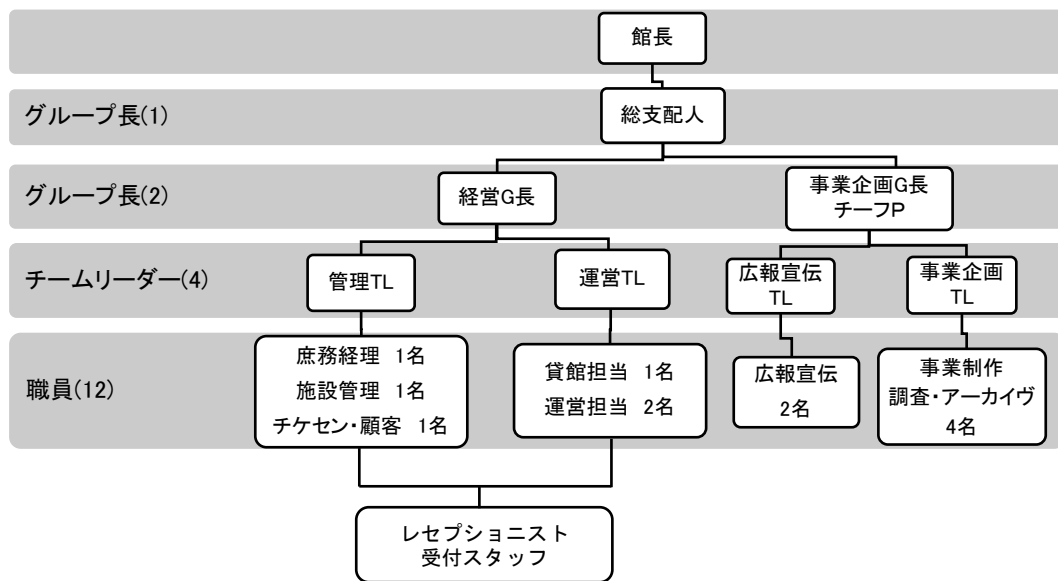 館長
グループ長(1)
総支配人
グループ長(2)
経営G長
事業企画G長
チーフP
チームリーダー(4)
管理TL
運営TL
広報宣伝
TL
事業企画
TL
職員(12)
庶務経理 1名
施設管理 1名
チケセン・顧客 1名
貸館担当 1名
運営担当 2名
広報宣伝
2名
事業制作
調査・アーカイヴ
4名
レセプショニスト
受付スタッフ